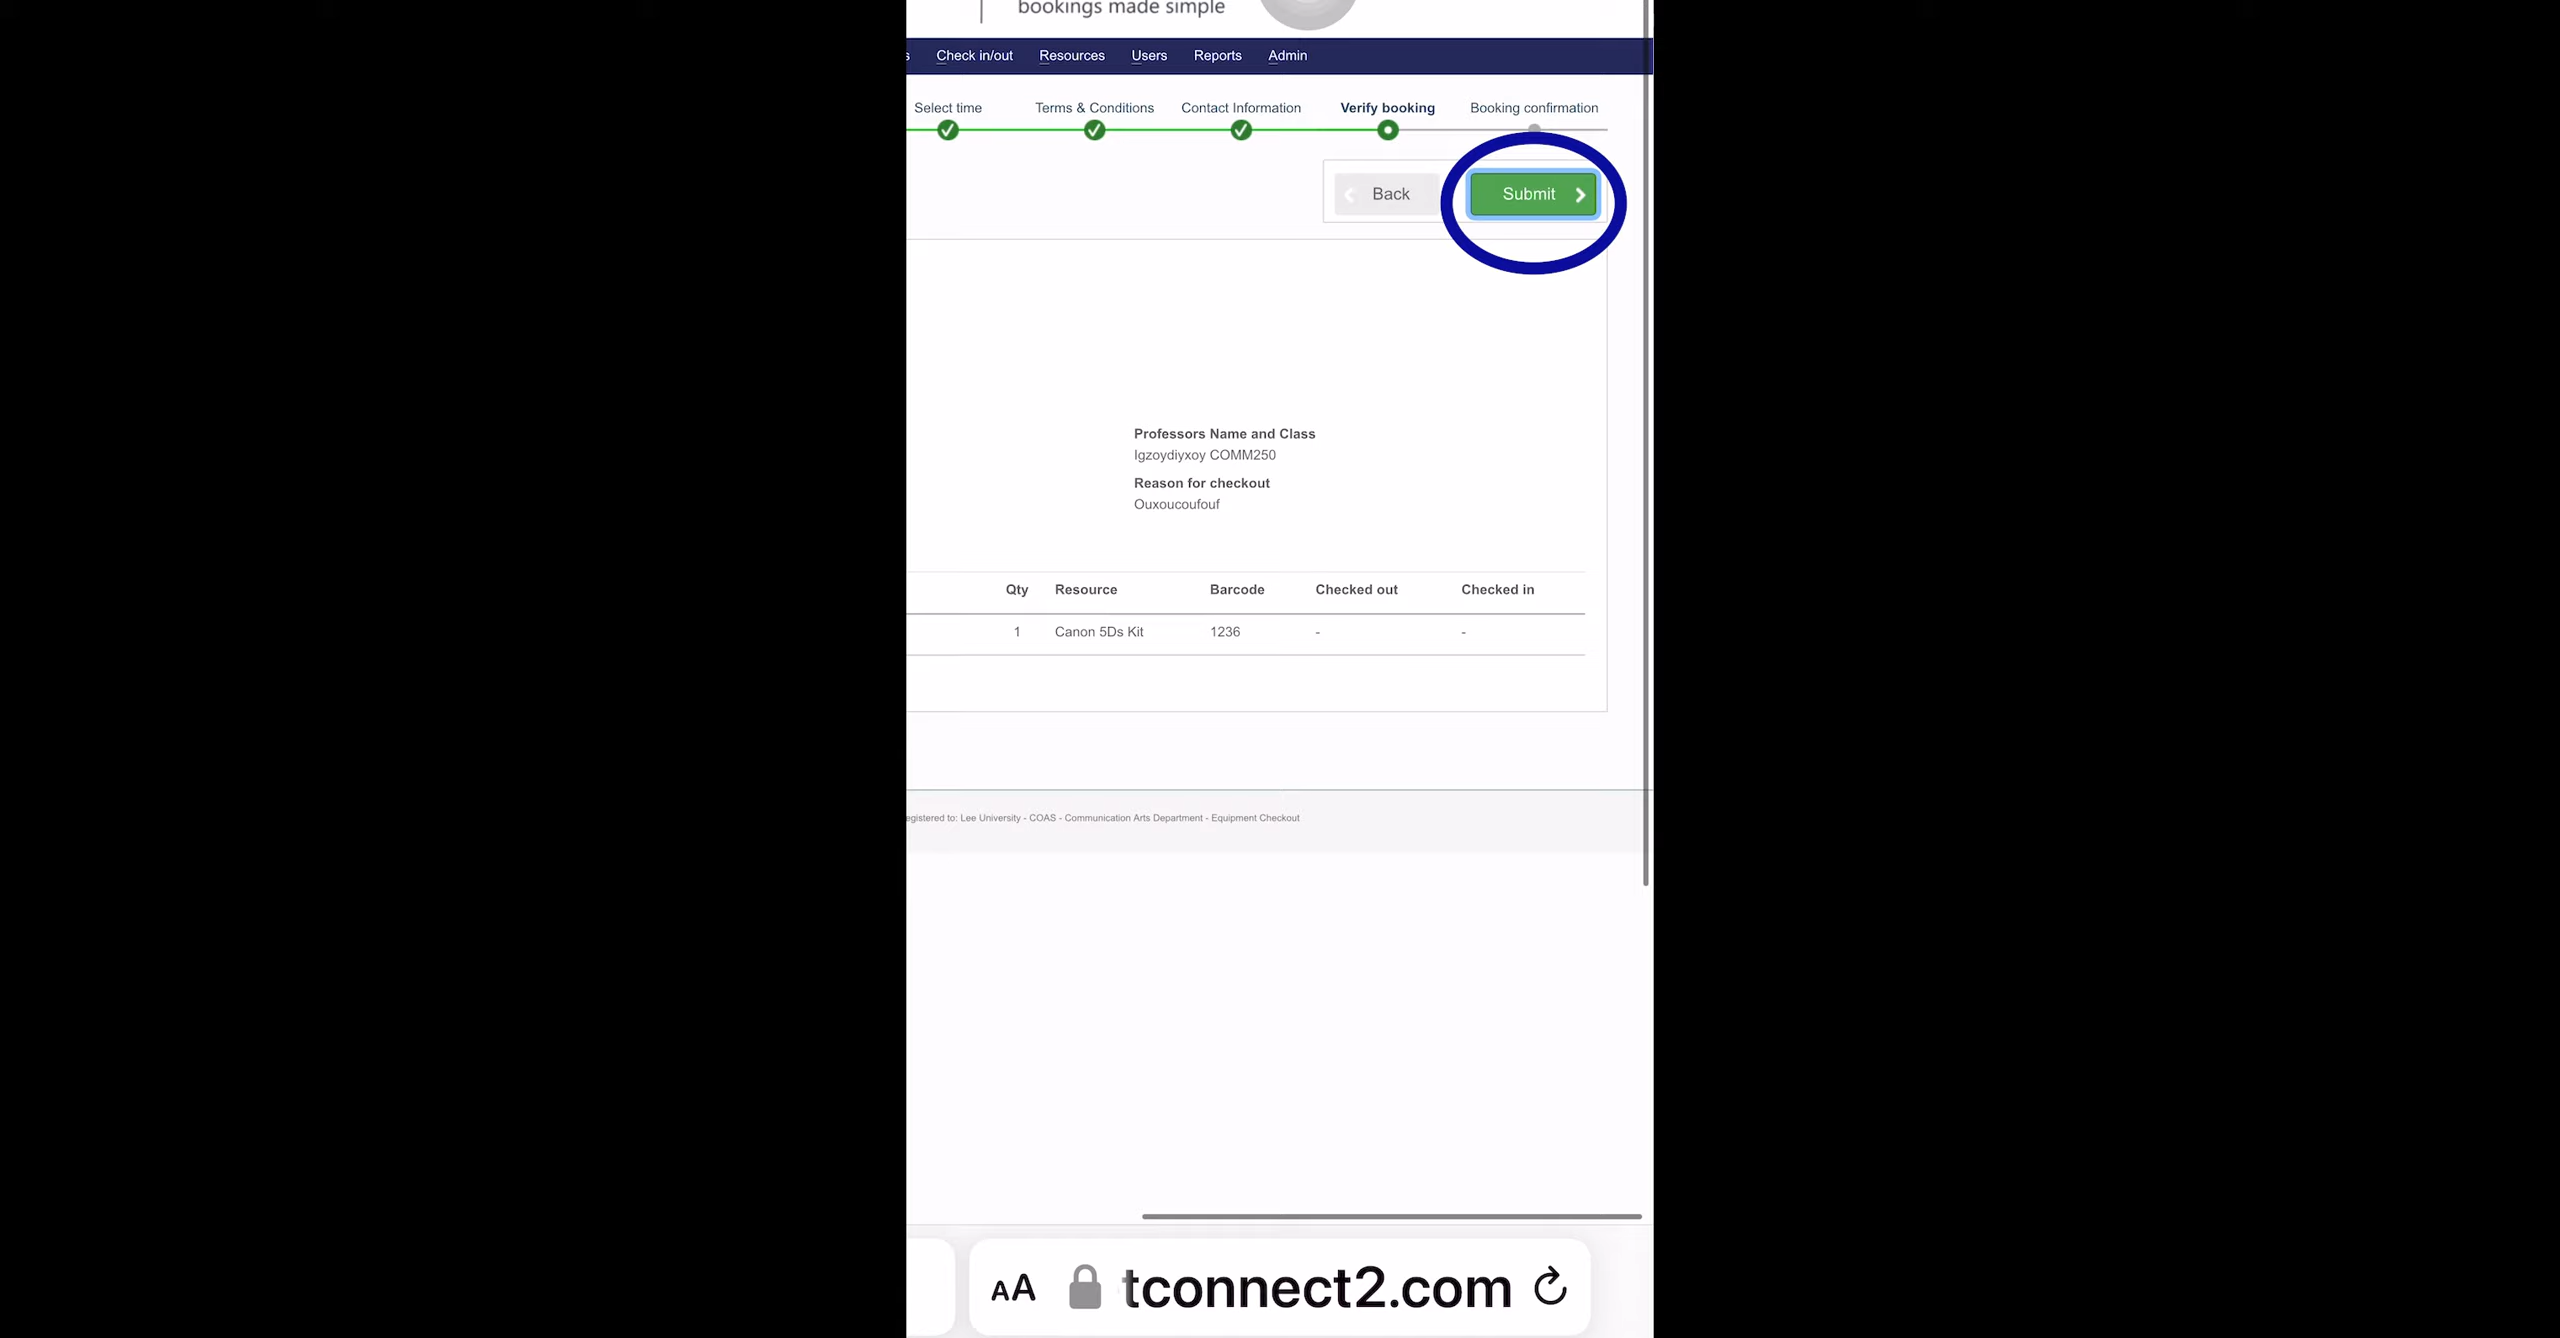 bookings made simple
s Check in/out Resources Users Reports Admin
Select time Terms & Conditions Contact Information Verify booking Booking confirmation
Back Submit
Professors Name and Class
Igzoydiyxoy COMM250
Reason for checkout
Ouxoucoufouf
Qty Resource Barcode Checked out Checked in
1 Canon 5Ds Kit 1236 - -
egistered to: Lee University - COAS - Communication Arts Department - Equipment Checkout
AA tconnect2.com